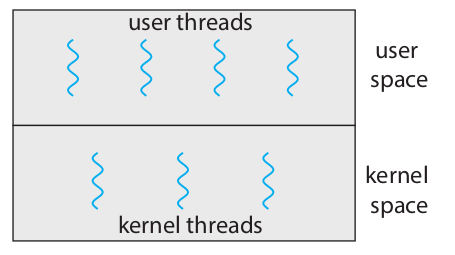 user threads
user
space
kernel
space
kernel threads